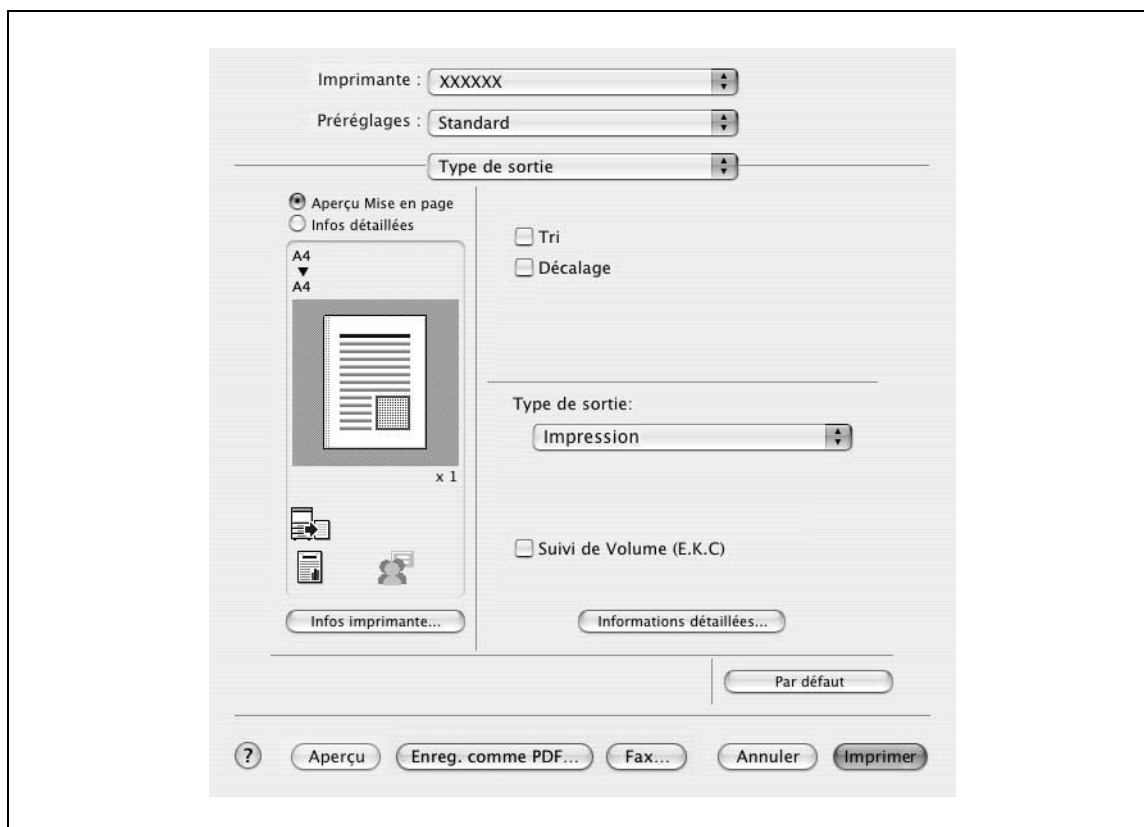 Imprimante : XXXXXX
Préréglages : Standard
Type de sortie
Aperçu Mise en page
Infos détaillées
A4
A4
x 1
Infos imprimante...
Tri
Décalage
Type de sortie:
Impression
Suivi de Volume (E.K.C)
Informations détaillées...
Par défaut
? Aperçu Enreg. comme PDF... Fax... Annuler Imprimer